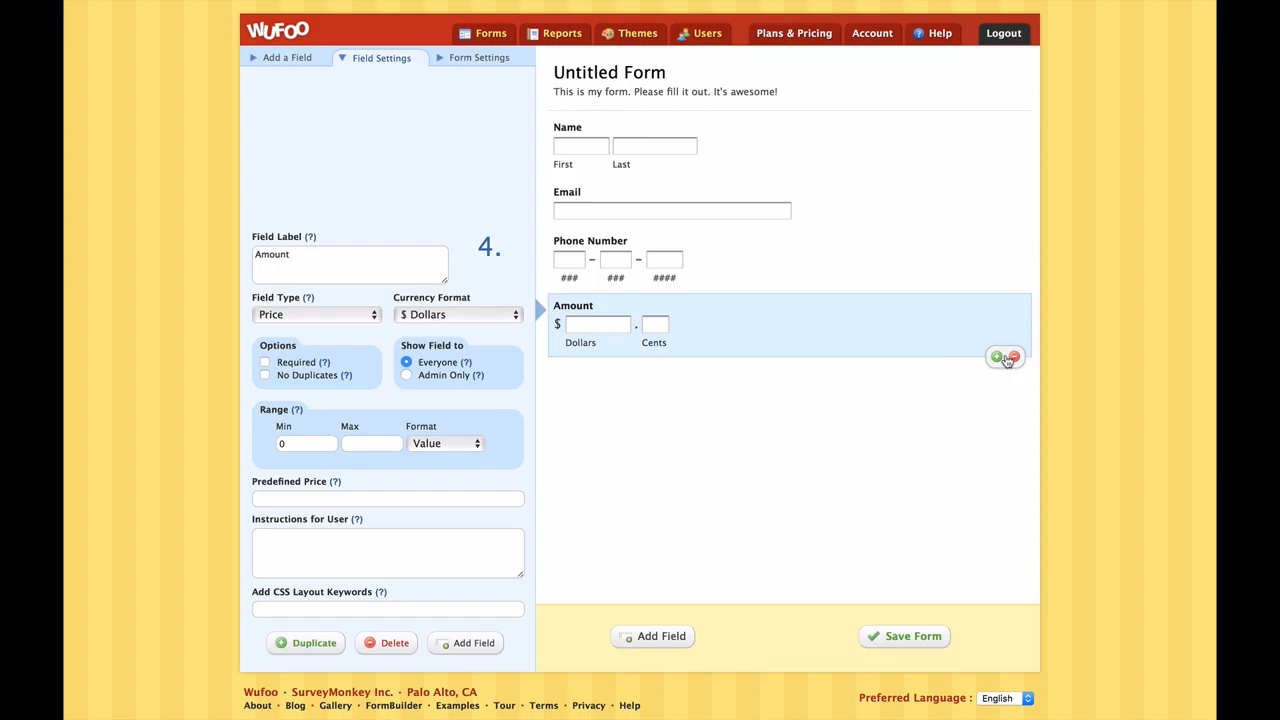 WUFOO
Forms Reports Themes Users Plans & Pricing Account Help Logout
Add a Field Field Settings Form Settings
Untitled Form
This is my form. Please fill it out. It's awesome!
Name
First Last
Email
Phone Number
– –
### ### ####
Field Label (?)
4.
Amount
Field Type (?) Currency Format
Price $ Dollars
Amount
$ .
Dollars Cents
Options Show Field to
Required (?) Everyone (?)
No Duplicates (?) Admin Only (?)
Range (?)
Min Max Format
0 Value
Predefined Price (?)
Instructions for User (?)
Add CSS Layout Keywords (?)
Duplicate Delete Add Field
Add Field Save Form
Wufoo · SurveyMonkey Inc. · Palo Alto, CA
About · Blog · Gallery · FormBuilder · Examples · Tour · Terms · Privacy · Help
Preferred Language : English